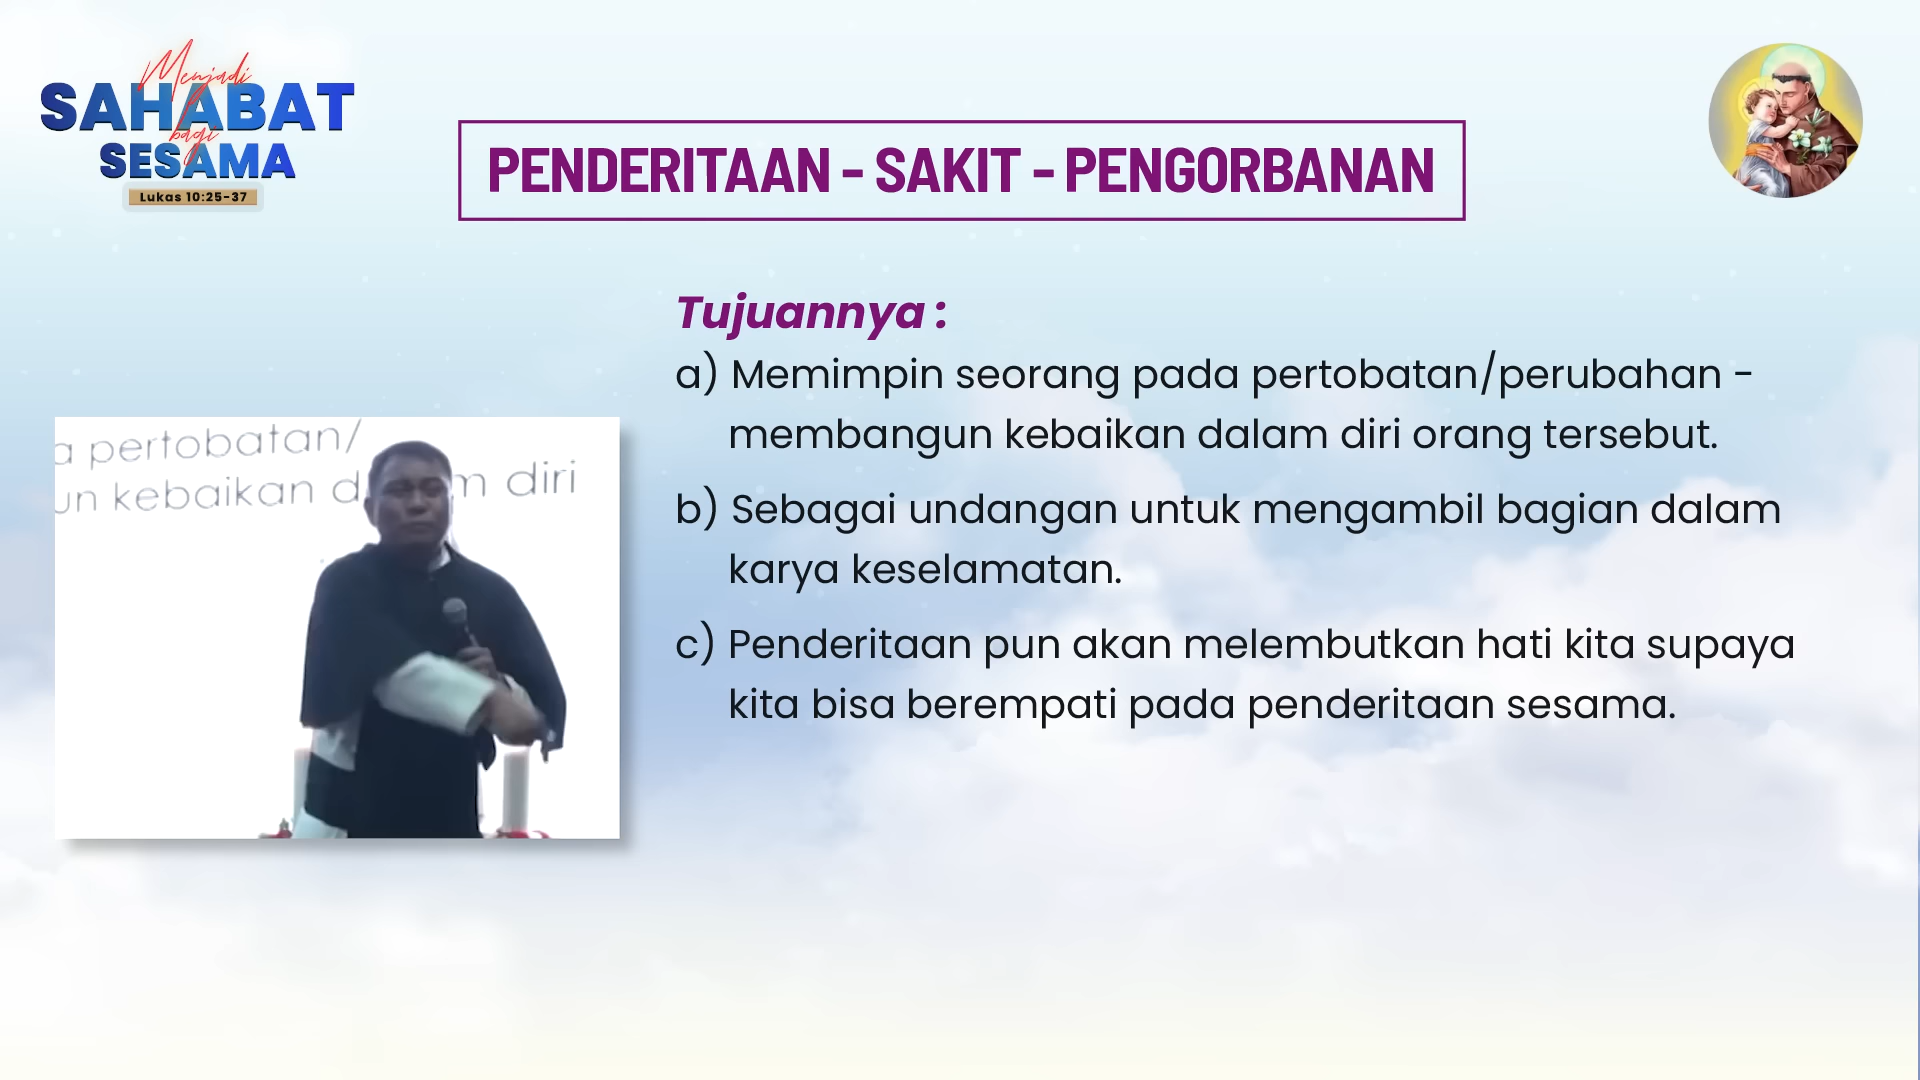 Menjadi
SAHABAT
bagi
SESAMA
Lukas 10:25-37
PENDERITAAN - SAKIT - PENGORBANAN
Tujuannya :
a) Memimpin seorang pada pertobatan/perubahan -
membangun kebaikan dalam diri orang tersebut.
b) Sebagai undangan untuk mengambil bagian dalam
karya keselamatan.
c) Penderitaan pun akan melembutkan hati kita supaya
kita bisa berempati pada penderitaan sesama.
a pertobatan/
un kebaikan d m diri